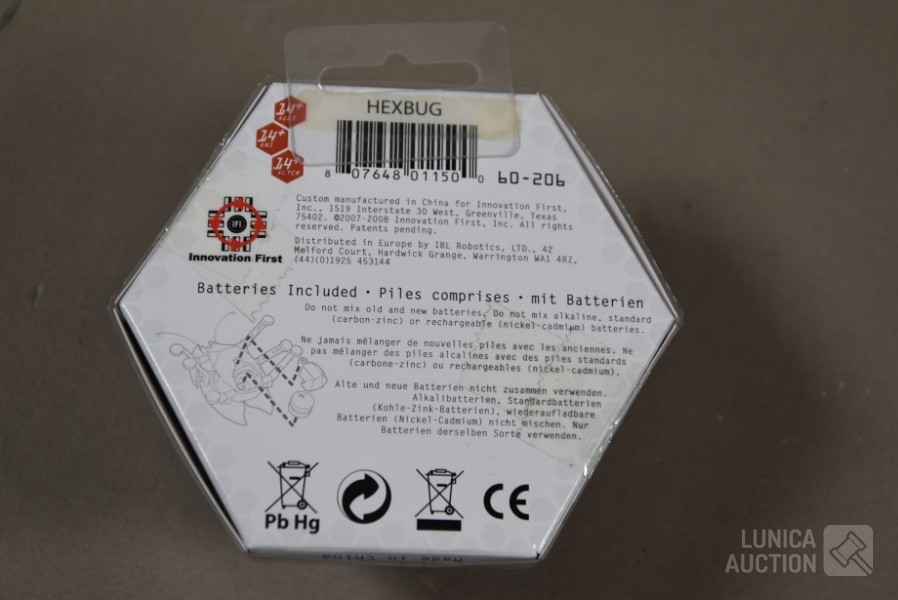 HEXBUG
14+
AGES
14+
ANS
14+
ALTER
8 07648 01150 0
60-206
IFI
Innovation First
Custom manufactured in China for Innovation First,
Inc., 1519 Interstate 30 West, Greenville, Texas
75402. ©2007-2008 Innovation First, Inc. All rights
reserved. Patents pending.
Distributed in Europe by IBL Robotics, LTD., 42
Melford Court, Hardwick Grange, Warrington WA1 4RZ,
(44)(0)1925 453144
Batteries Included · Piles comprises · mit Batterien
Do not mix old and new batteries. Do not mix alkaline, standard
(carbon-zinc) or rechargeable (nickel-cadmium) batteries.
Ne jamais mélanger de nouvelles piles avec les anciennes. Ne
pas mélanger des piles alcalines avec des piles standards
(carbone-zinc) ou rechargeables (nickel-cadmium).
Alte und neue Batterien nicht zusammen verwenden.
Alkalibatterien, Standardbatterien
(Kohle-Zink-Batterien), wiederaufladbare
Batterien (Nickel-Cadmium) nicht mischen. Nur
Batterien derselben Sorte verwenden.
Pb Hg
CE
Made in China
LUNICA
AUCTION